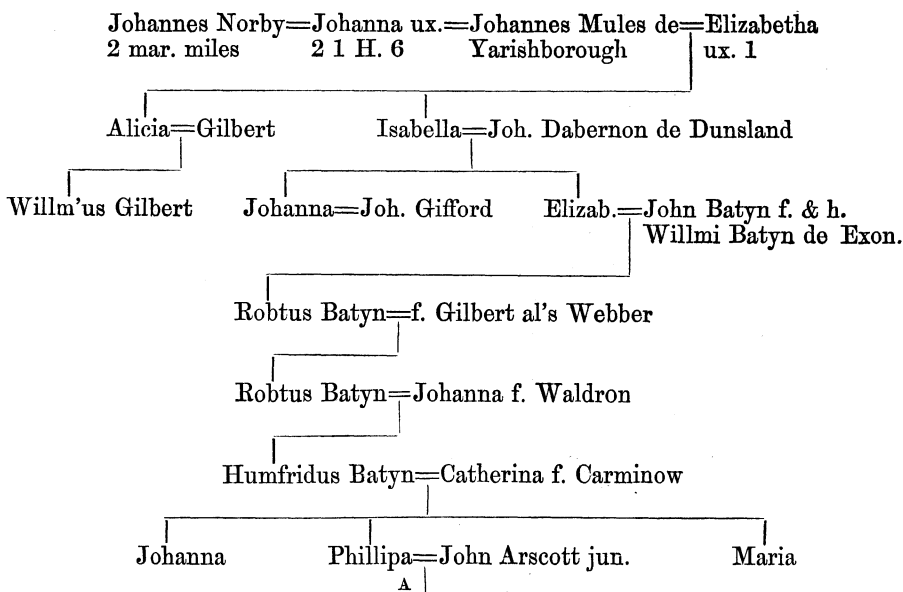 Johannes Norby=Johanna ux.=Johannes Mules de=Elizabetha
2 mar. miles 2 1 H. 6 Yarishborough ux. 1
Alicia=Gilbert Isabella=Joh. Dabernon de Dunsland
Willm'us Gilbert Johanna=Joh. Gifford Elizab.=John Batyn f. & h.
Willmi Batyn de Exon.
Robtus Batyn=f. Gilbert al's Webber
Robtus Batyn=Johanna f. Waldron
Humfridus Batyn=Catherina f. Carminow
Johanna Phillipa=John Arscott jun. Maria
A